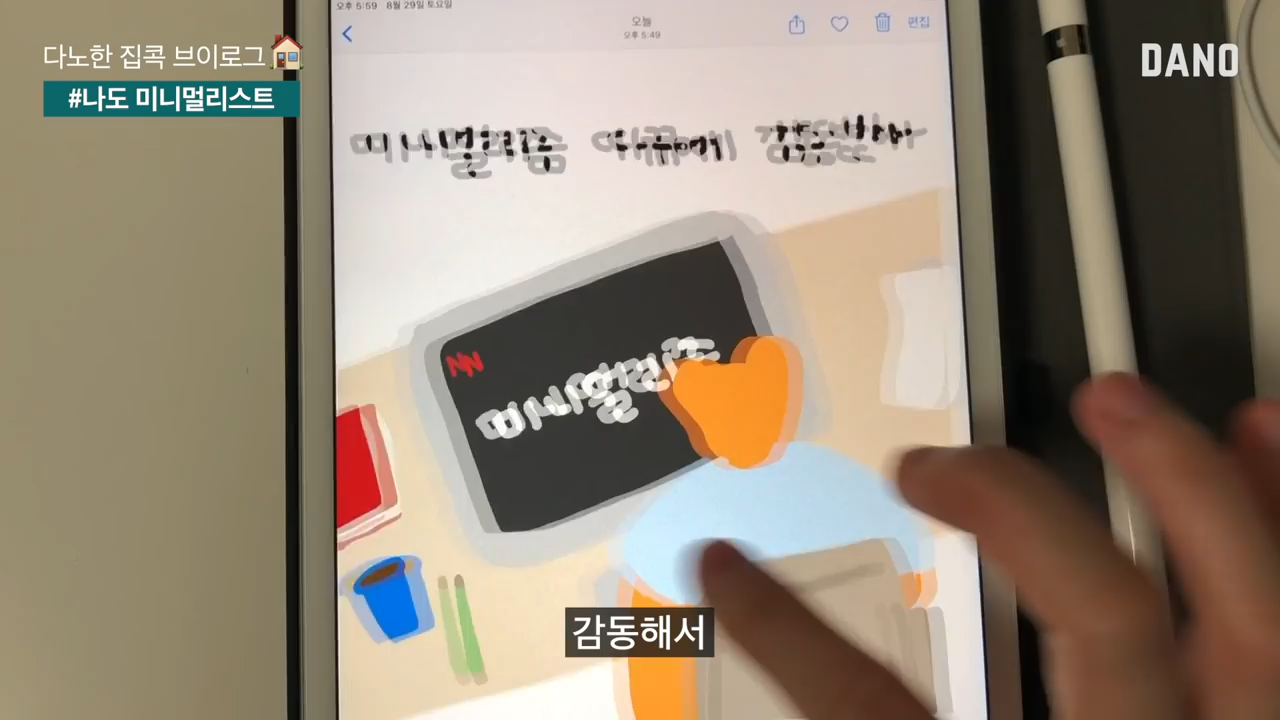 오후 5:59 8월 29일 토요일
오늘
오후 5:49
편집
다노한 집콕 브이로그
#나도 미니멀리스트
DANO
미니멀리즘 다큐에 감동받아
N
미니멀리즘
감동해서